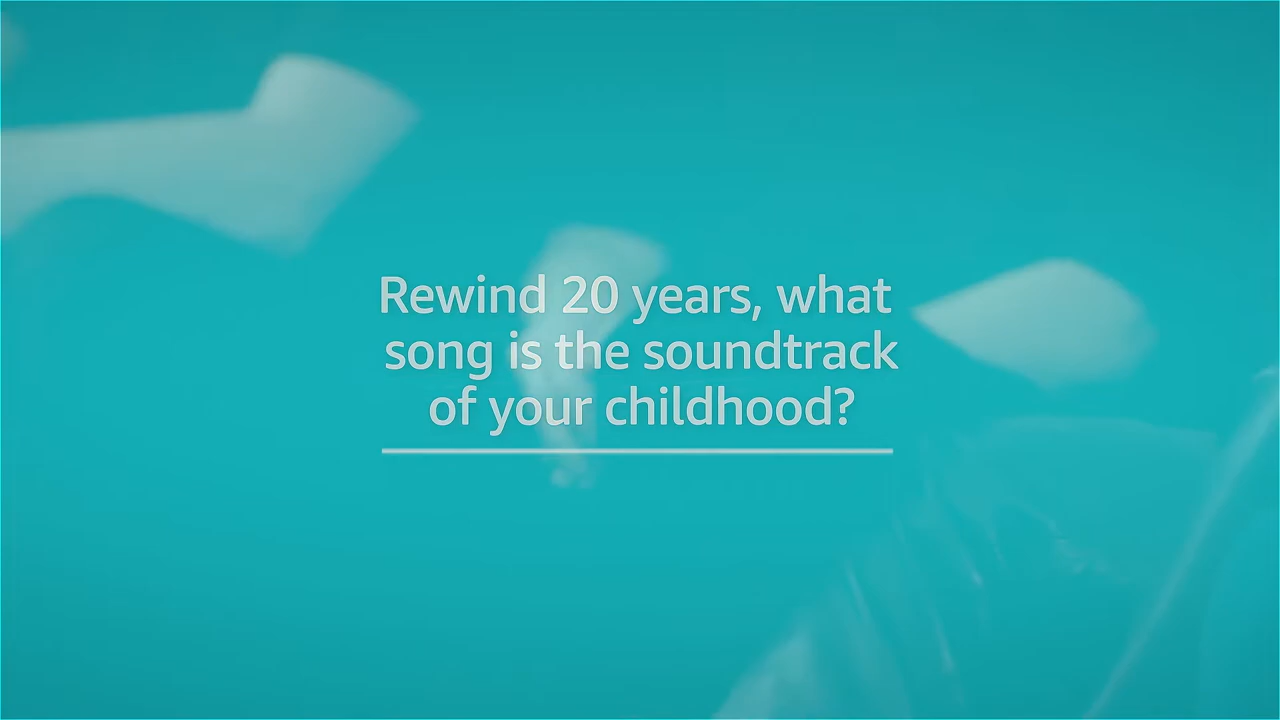 Rewind 20 years, what
song is the soundtrack
of your childhood?